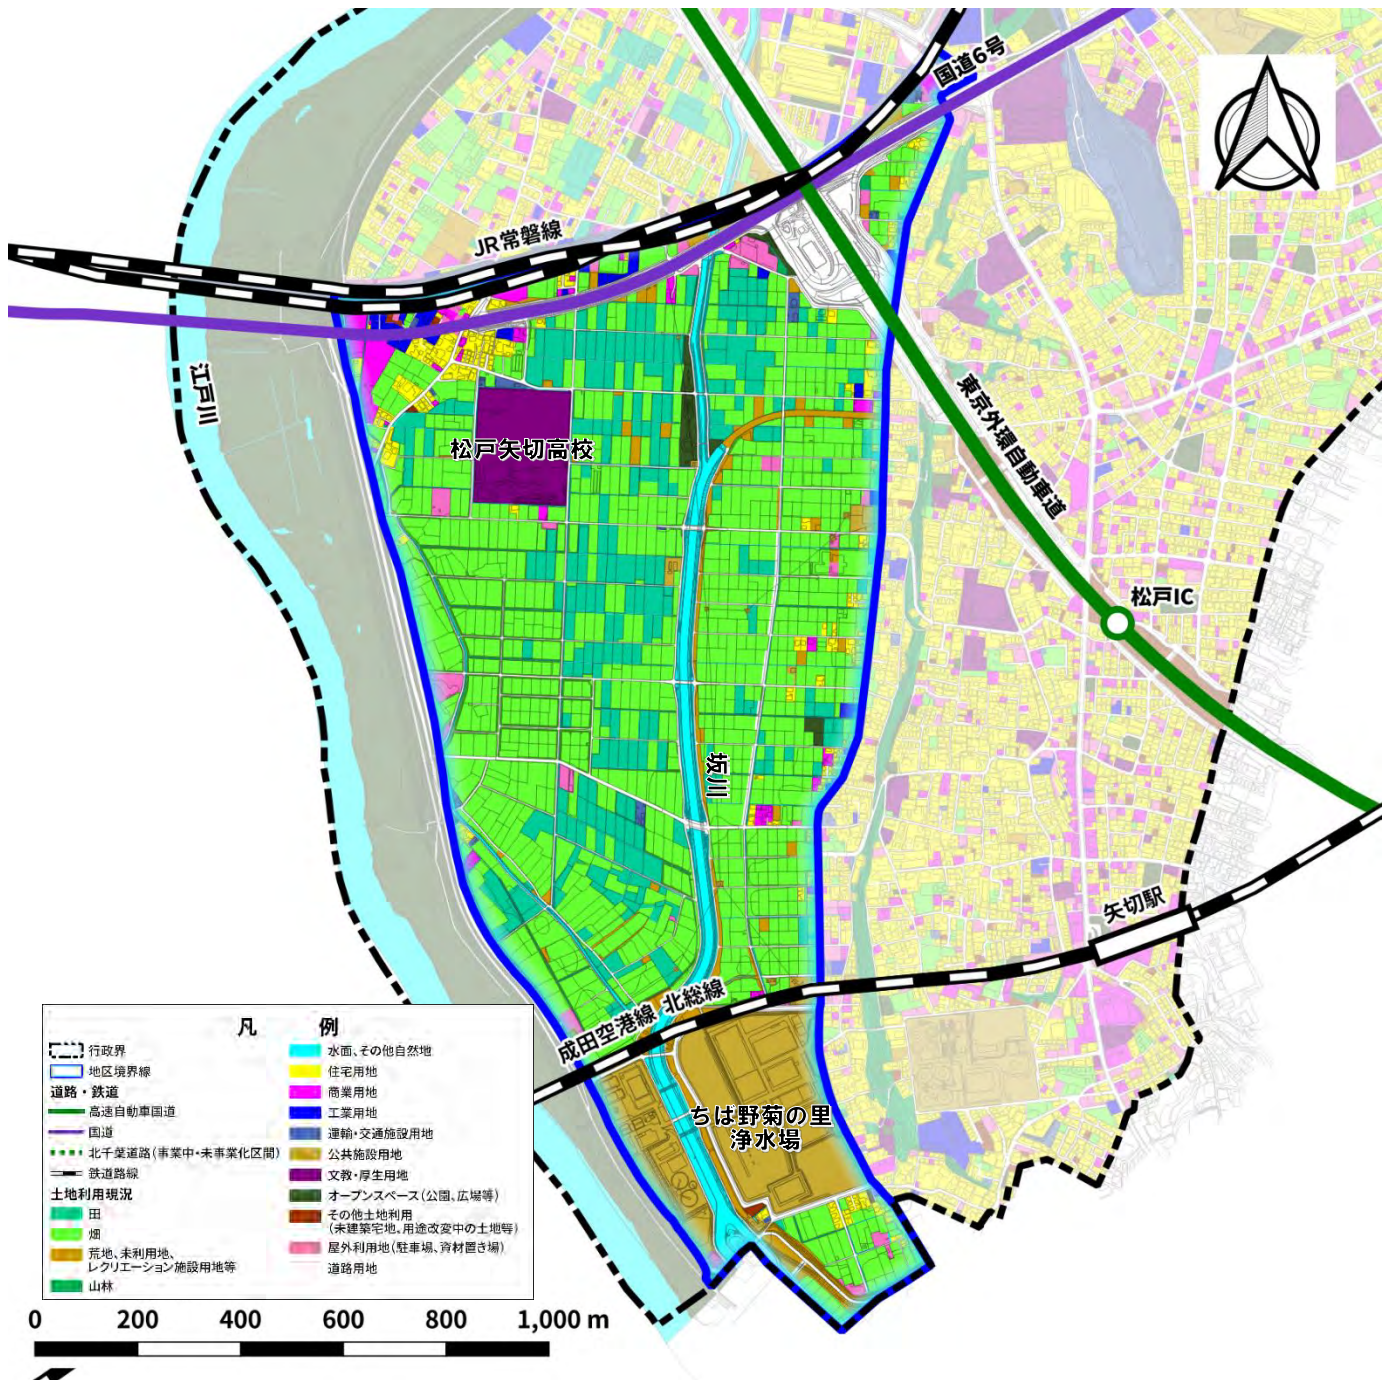 国道6号
JR常磐線
江戸川
松戸矢切高校
東京外環自動車道
松戸IC
坂川
矢切駅
成田空港線 北総線
ちは野菊の里
浄水場
凡 例
行政界
地区境界線
道路・鉄道
高速自動車国道
国道
北千葉道路(事業中・未事業化区間)
鉄道路線
土地利用現況
田
畑
荒地、未利用地、
レクリエーション施設用地等
山林
水面、その他自然地
住宅用地
商業用地
工業用地
運輸・交通施設用地
公共施設用地
文教・厚生用地
オープンスペース(公園、広場等)
その他土地利用
(未建築宅地、用途改変中の土地等)
屋外利用地(駐車場、資材置き場)
道路用地
0 200 400 600 800 1,000 m